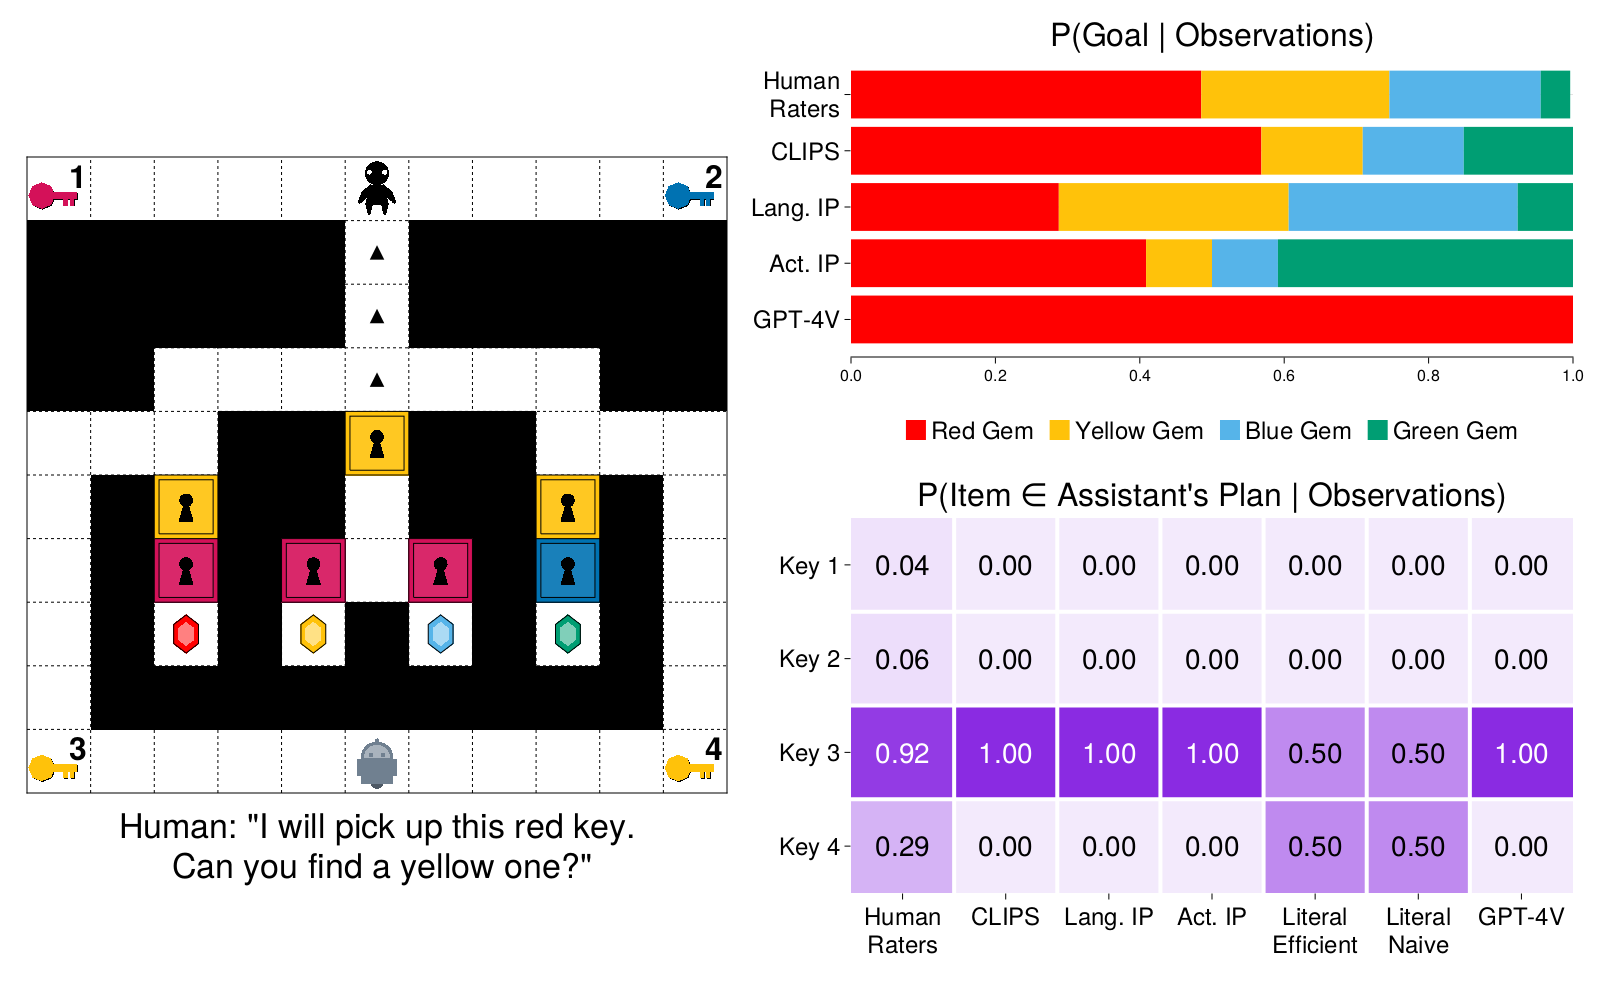 1
2
3
4
Human: "I will pick up this red key.
Can you find a yellow one?"
P(Goal | Observations)
Human
Raters
CLIPS
Lang. IP
Act. IP
GPT-4V
0.0 0.2 0.4 0.6 0.8 1.0
Red Gem Yellow Gem Blue Gem Green Gem
P(Item ∈ Assistant's Plan | Observations)
Key 1 0.04 0.00 0.00 0.00 0.00 0.00 0.00
Key 2 0.06 0.00 0.00 0.00 0.00 0.00 0.00
Key 3 0.92 1.00 1.00 1.00 0.50 0.50 1.00
Key 4 0.29 0.00 0.00 0.00 0.50 0.50 0.00
Human CLIPS Lang. IP Act. IP Literal Literal GPT-4V
Raters Efficient Naive